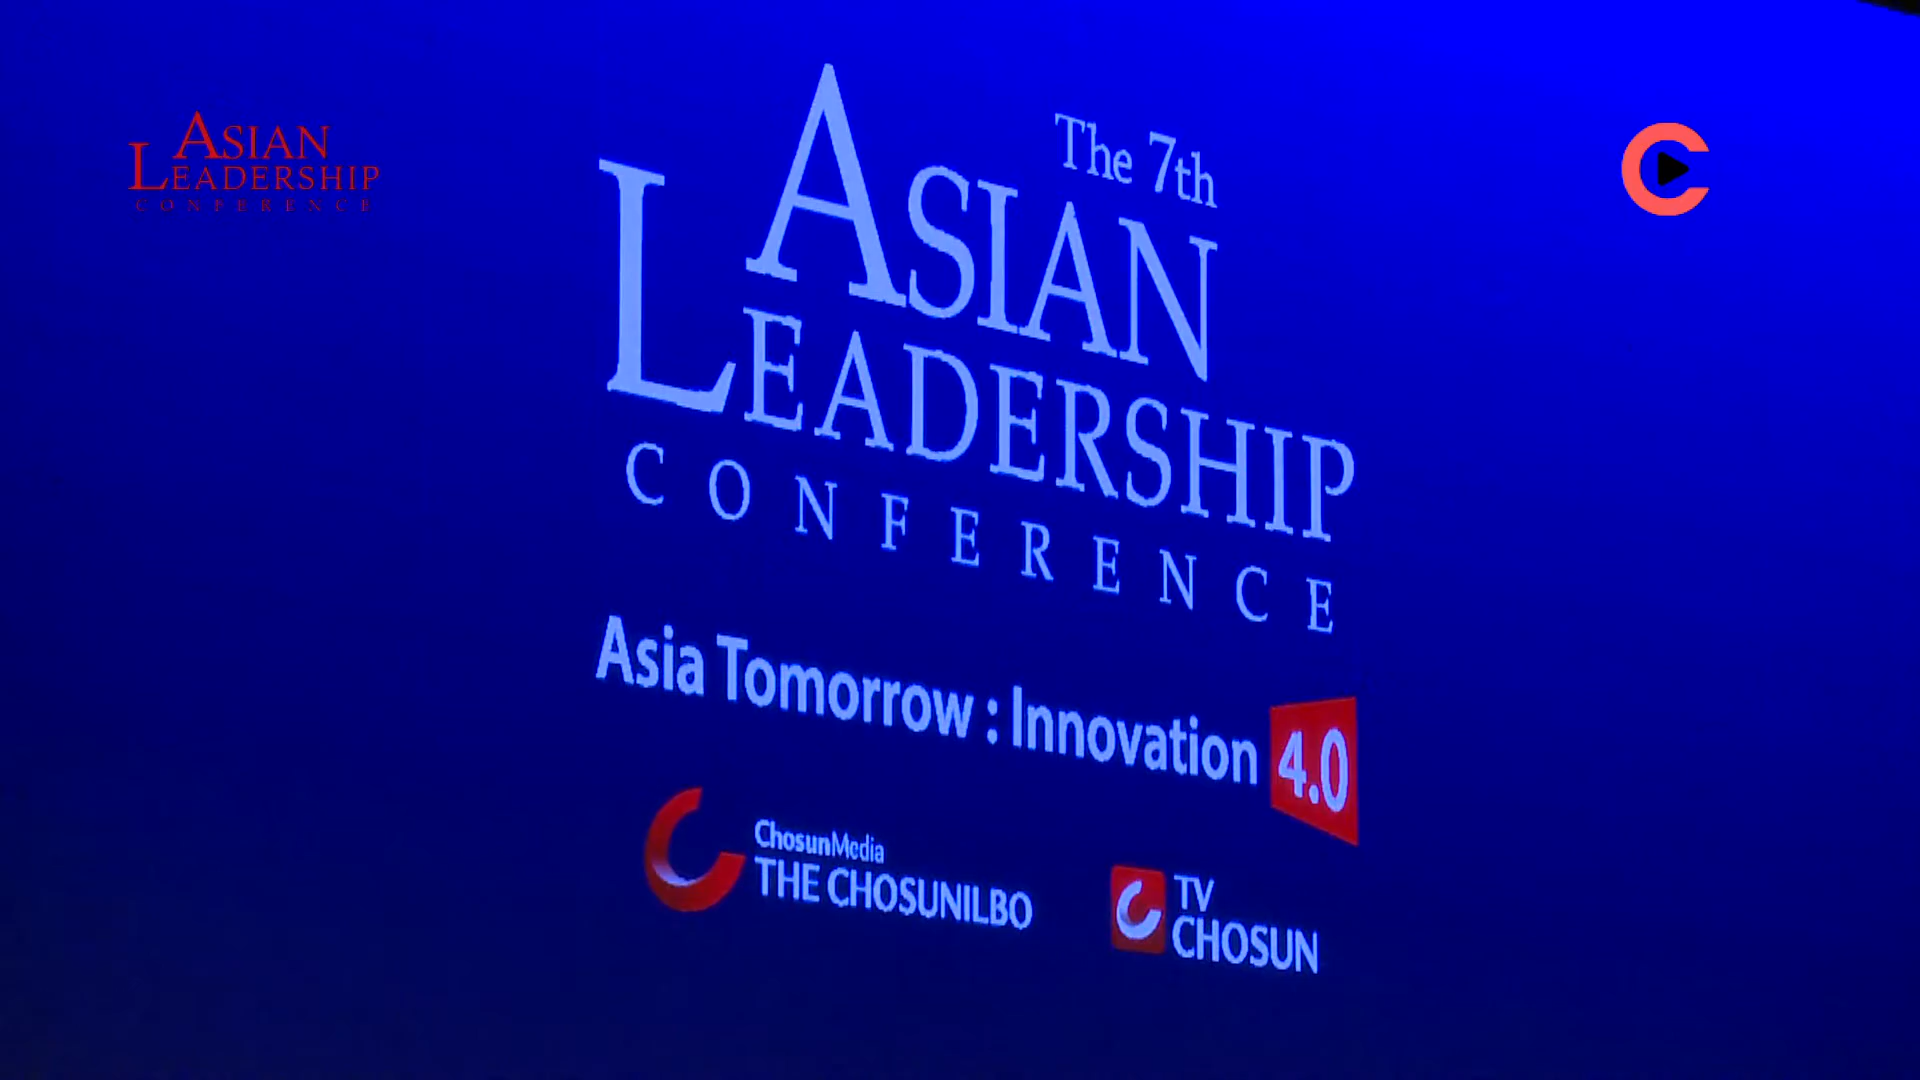 ASIAN
LEADERSHIP
CONFERENCE
The 7th
ASIAN
LEADERSHIP
CONFERENCE
Asia Tomorrow : Innovation 4.0
ChosunMedia
THE CHOSUNILBO
TV
CHOSUN